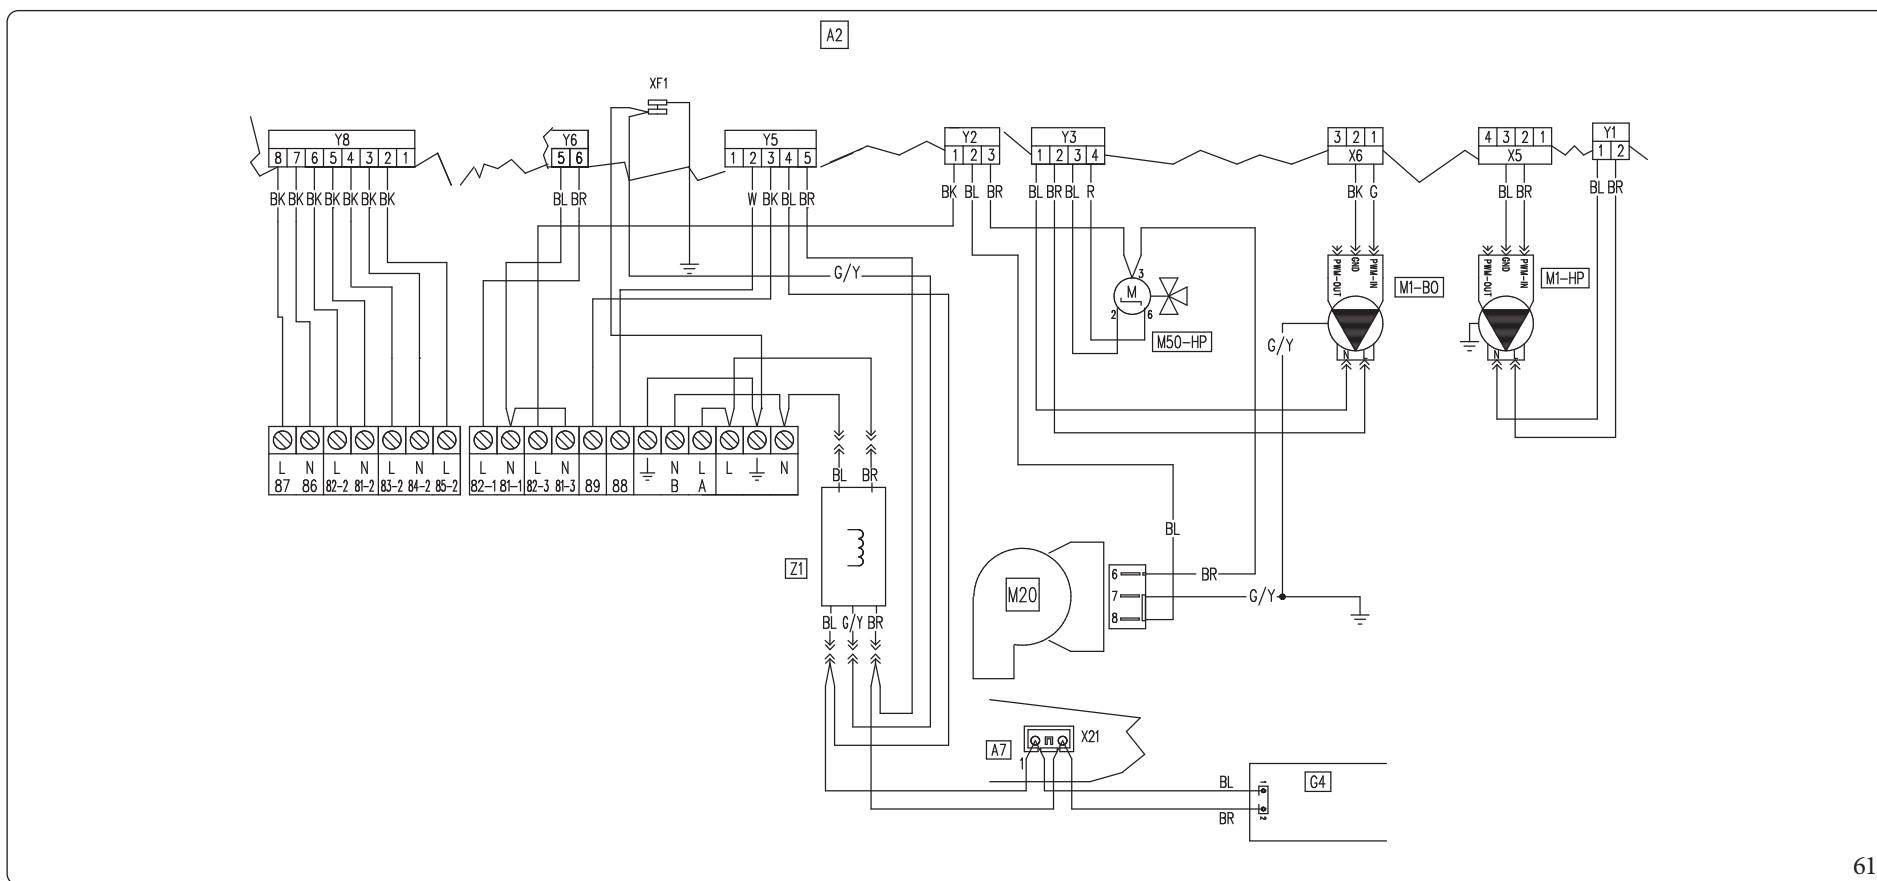 A2
XF1
Y8
8 7 6 5 4 3 2 1
Y6
5 6
Y5
1 2 3 4 5
Y2
1 2 3
Y3
1 2 3 4
3 2 1
X6
4 3 2 1
X5
Y1
1 2
BK BK BK BK BK BK BK
BL BR
W BK BL BR
BK BL BR
BL BR BL R
BK G
BL BR
BL BR
G/Y
3
M
2 6
M50-HP
PWM-OUT GND PWM-IN
M1-BO
N L
PWM-OUT GND PWM-IN
M1-HP
N L
G/Y
L N L N L N L
87 86 82-2 81-2 83-2 84-2 85-2
L N L N N L L N
82-1 81-1 82-3 81-3 89 88 B A
BL BR
Z1
BL G/Y BR
M20
6
7
8
BL
BR
G/Y
A7
X21
1
G4
BL
BR
1
2
61